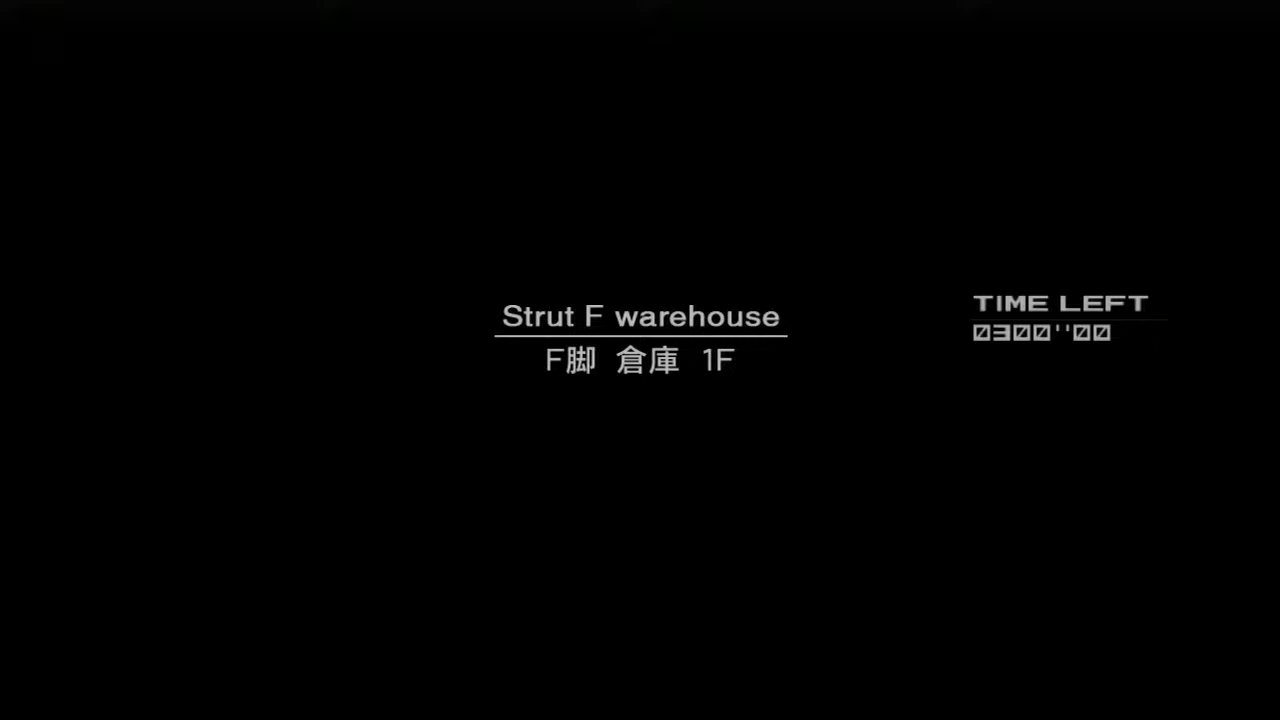 Strut F warehouse
F脚 倉庫 1F
TIME LEFT
0300''00